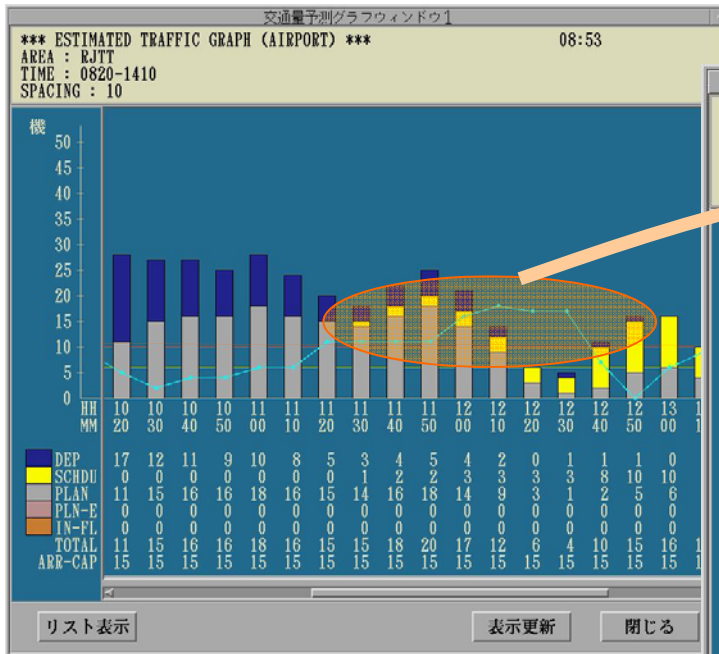 交通量予測グラフウィンドウ1
*** ESTIMATED TRAFFIC GRAPH (AIRPORT) *** 08:53
AREA : RJTT
TIME : 0820-1410
SPACING : 10
機
50
45
40
35
30
25
20
15
10
5
0
HH 10 10 10 10 11 11 11 11 11 11 12 12 12 12 12 12 13
MM 20 30 40 50 00 10 20 30 40 50 00 10 20 30 40 50 00
DEP 17 12 11 9 10 8 5 3 4 5 4 2 0 1 1 1 0
SCHDU 0 0 0 0 0 0 0 1 2 2 3 3 3 3 8 10 10
PLAN 11 15 16 16 18 16 15 14 16 18 14 9 3 1 2 5 6
PLN-E 0 0 0 0 0 0 0 0 0 0 0 0 0 0 0 0 0
IN-FL 0 0 0 0 0 0 0 0 0 0 0 0 0 0 0 0 0
TOTAL 11 15 16 16 18 16 15 15 18 20 17 12 6 4 10 15 16
ARR-CAP 15 15 15 15 15 15 15 15 15 15 15 15 15 15 15 15 15
リスト表示 表示更新 閉じる